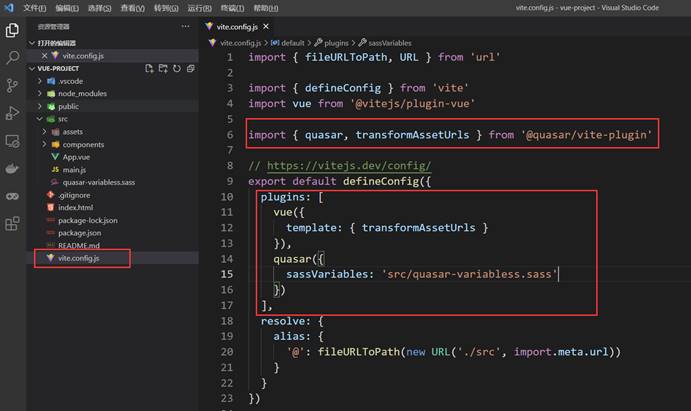 文件(F) 编辑(E) 选择(S) 查看(V) 转到(G) 运行(R) 终端(T) 帮助(H) vite.config.js - vue-project - Visual Studio Code
资源管理器 ...
打开的编辑器
× vite.config.js
VUE-PROJECT
.vscode
node_modules
public
src
assets
components
App.vue
main.js
quasar-variabless.sass
.gitignore
index.html
package-lock.json
package.json
README.md
vite.config.js
vite.config.js ×
vite.config.js > default > plugins > sassVariables
1 import { fileURLToPath, URL } from 'url'
2
3 import { defineConfig } from 'vite'
4 import vue from '@vitejs/plugin-vue'
5
6 import { quasar, transformAssetUrls } from '@quasar/vite-plugin'
7
8 // https://vitejs.dev/config/
9 export default defineConfig({
10 plugins: [
11 vue({
12 template: { transformAssetUrls }
13 }),
14 quasar({
15 sassVariables: 'src/quasar-variabless.sass'
16 })
17 ],
18 resolve: {
19 alias: {
20 '@': fileURLToPath(new URL('./src', import.meta.url))
21 }
22 }
23 })